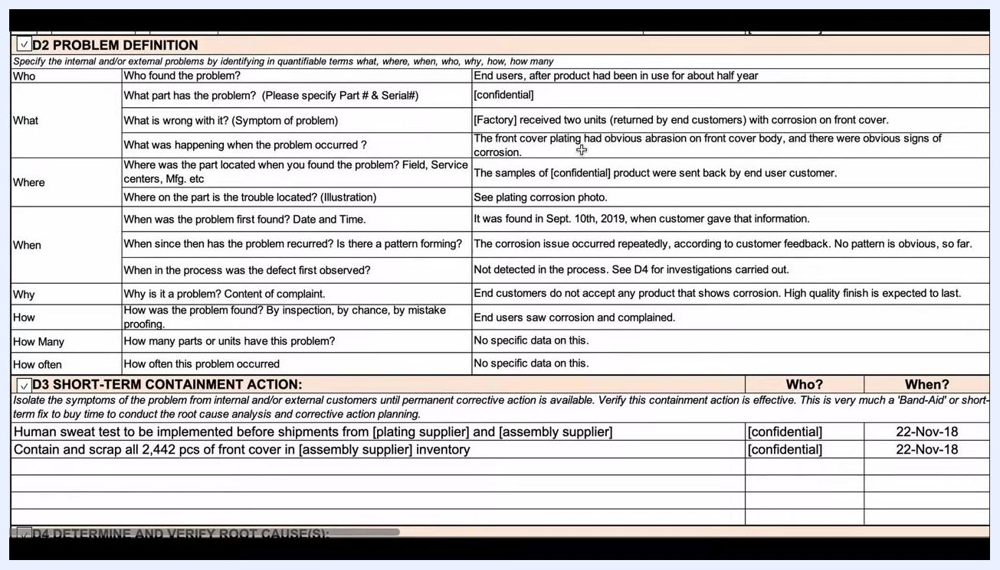 D2 PROBLEM DEFINITION
Specify the internal and/or external problems by identifying in quantifiable terms what, where, when, who, why, how, how many
Who
Who found the problem?
End users, after product had been in use for about half year
What
What part has the problem?  (Please specify Part # & Serial#)
[confidential]
What is wrong with it? (Symptom of problem)
[Factory] received two units (returned by end customers) with corrosion on front cover.
What was happening when the problem occurred ?
The front cover plating had obvious abrasion on front cover body, and there were obvious signs of
corrosion.
Where
Where was the part located when you found the problem? Field, Service
centers, Mfg. etc
The samples of [confidential] product were sent back by end user customer.
Where on the part is the trouble located? (Illustration)
See plating corrosion photo.
When
When was the problem first found? Date and Time.
It was found in Sept. 10th, 2019, when customer gave that information.
When since then has the problem recurred? Is there a pattern forming?
The corrosion issue occurred repeatedly, according to customer feedback. No pattern is obvious, so far.
When in the process was the defect first observed?
Not detected in the process. See D4 for investigations carried out.
Why
Why is it a problem? Content of complaint.
End customers do not accept any product that shows corrosion. High quality finish is expected to last.
How
How was the problem found? By inspection, by chance, by mistake
proofing.
End users saw corrosion and complained.
How Many
How many parts or units have this problem?
No specific data on this.
How often
How often this problem occurred
No specific data on this.
D3 SHORT-TERM CONTAINMENT ACTION:
Who?
When?
Isolate the symptoms of the problem from internal and/or external customers until permanent corrective action is available. Verify this containment action is effective. This is very much a 'Band-Aid' or short-
term fix to buy time to conduct the root cause analysis and corrective action planning.
Human sweat test to be implemented before shipments from [plating supplier] and [assembly supplier]
[confidential]
22-Nov-18
Contain and scrap all 2,442 pcs of front cover in [assembly supplier] inventory
[confidential]
22-Nov-18
D4 DETERMINE AND VERIFY ROOT CAUSE(S):